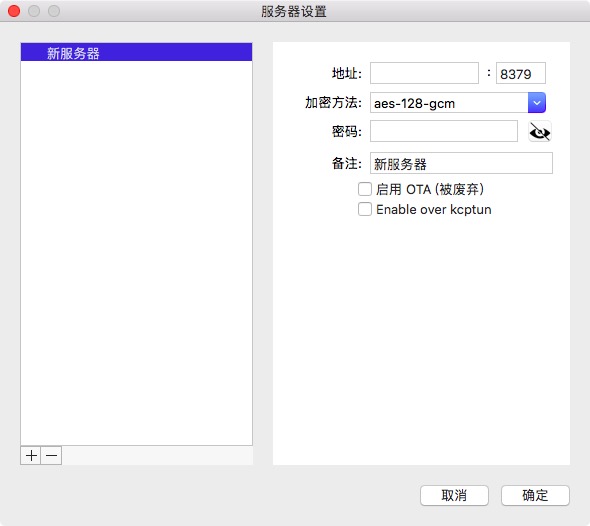 服务器设置
新服务器
地址: : 8379
加密方法: aes-128-gcm
密码:
备注: 新服务器
启用 OTA (被废弃)
Enable over kcptun
取消 确定